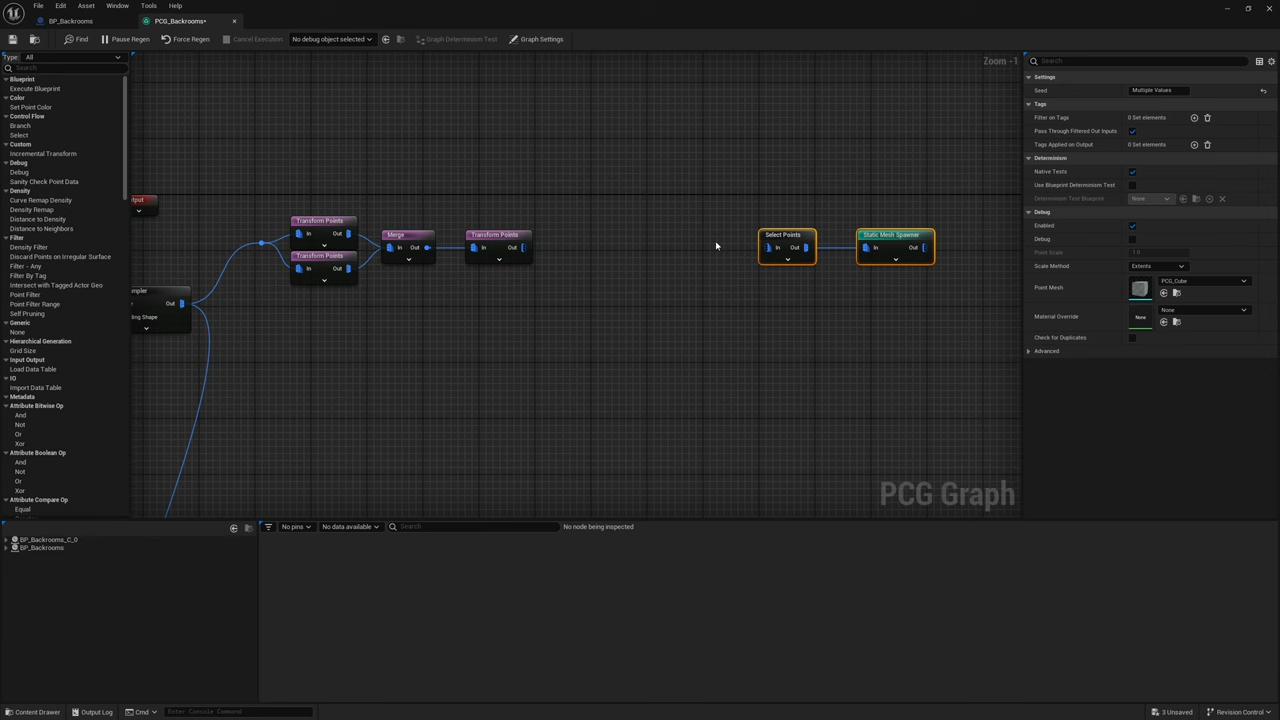 File Edit Asset Window Tools Help
BP_Backrooms PCG_Backrooms*
Find Pause Regen Force Regen Cancel Execution No debug object selected Graph Determinism Test Graph Settings
Type: All
Search
Blueprint
Execute Blueprint
Color
Set Point Color
Control Flow
Branch
Select
Custom
Incremental Transform
Debug
Debug
Sanity Check Point Data
Density
Curve Remap Density
Density Remap
Distance to Density
Distance to Neighbors
Filter
Density Filter
Discard Points on Irregular Surface
Filter - Any
Filter By Tag
Intersect with Tagged Actor Geo
Point Filter
Point Filter Range
Self Pruning
Generic
None
Hierarchical Generation
Grid Size
Input Output
Load Data Table
IO
Import Data Table
Metadata
Attribute Bitwise Op
And
Not
Or
Xor
Attribute Boolean Op
And
Not
Or
Xor
Attribute Compare Op
Equal
Zoom -1
Transform Points
In Out
Transform Points
In Out
Merge
In Out
Transform Points
In Out
Select Points
In Out
Static Mesh Spawner
In Out
Out
PCG Graph
Search
Settings
Seed Multiple Values
Tags
Filter on Tags 0 Set elements
Pass Through Filtered Out Inputs
Tags Applied on Output 0 Set elements
Determinism
Native Tests
Use Blueprint Determinism Test
Determinism Test Blueprint None
Debug
Enabled
Debug
Point Scale 1.0
Scale Method Extents
Point Mesh PCG_Cube
Material Override None None
Check for Duplicates
Advanced
BP_Backrooms_C_0
BP_Backrooms
No pins No data available Search No node being inspected
Content Drawer Output Log Cmd Enter Console Command 3 Unsaved Revision Control